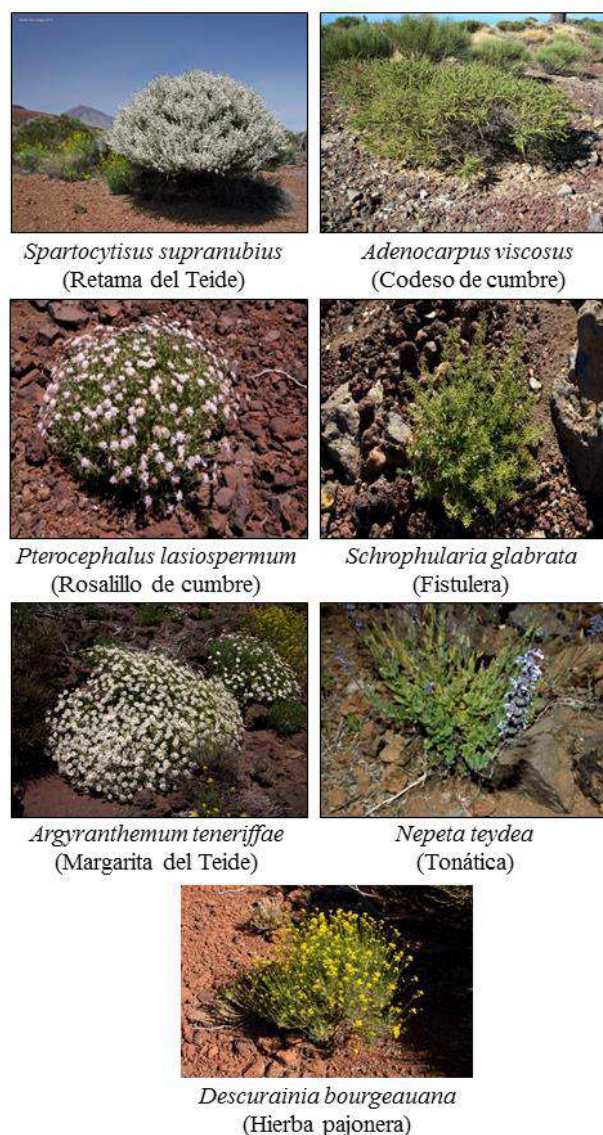 Spartocytisus supranubius
(Retama del Teide)
Adenocarpus viscosus
(Codeso de cumbre)
Pterocephalus lasiospermum
(Rosalillo de cumbre)
Schrophularia glabrata
(Fistulera)
Argyranthemum teneriffae
(Margarita del Teide)
Nepeta teydea
(Tonática)
Descurainia bourgeauana
(Hierba pajonera)